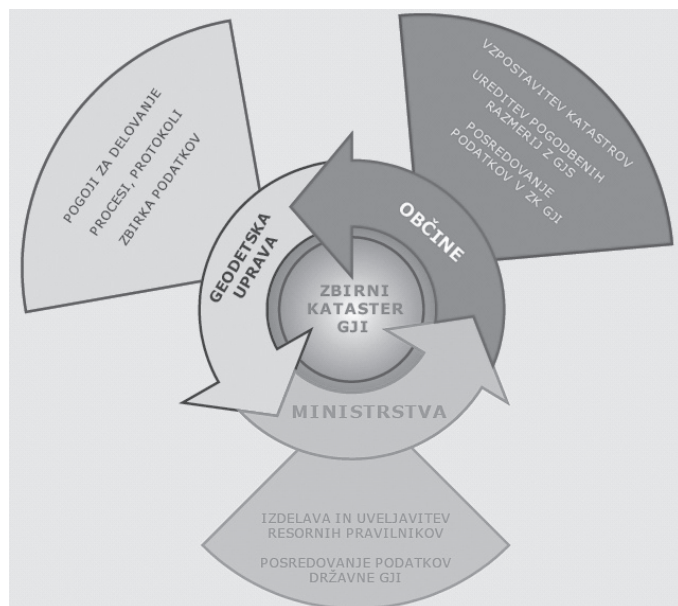 POGOJI ZA DELOVANJE
PROCESI, PROTOKOLI
ZBIRKA PODATKOV
VZPOSTAVITEV KATASTROV
UREDITEV POGODBENIH
RAZMERIJ Z GJS
POSREDOVANJE
PODATKOV V ZK GJI
GEODETSKA
UPRAVA
OBČINE
ZBIRNI
KATASTER
GJI
MINISTRSTVA
IZDELAVA IN UVELJAVITEV
RESORNIH PRAVILNIKOV
POSREDOVANJE PODATKOV
DRŽAVNE GJI